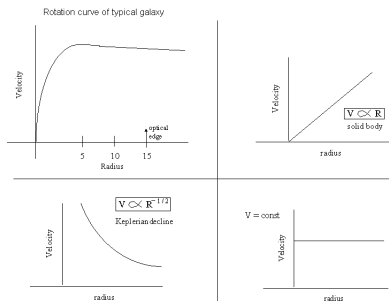 Rotation curve of typical galaxy
Velocity
optical
edge
5 10 15
Radius
Velocity
V ∝ R
solid body
radius
V ∝ R^{-1/2}
Keplerian decline
Velocity
radius
V = const
Velocity
radius